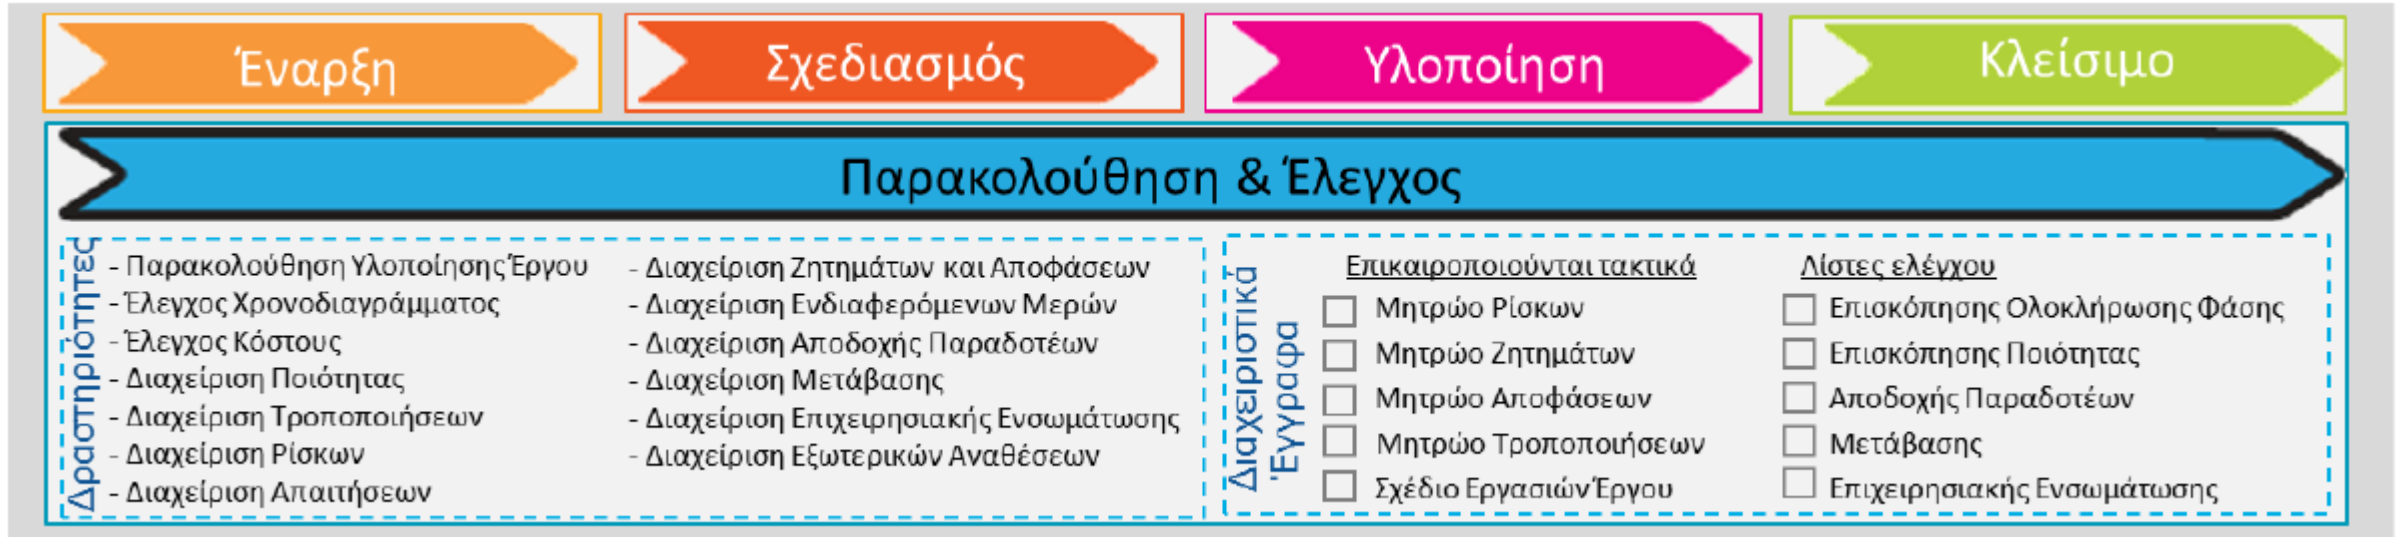 Έναρξη
Σχεδιασμός
Υλοποίηση
Κλείσιμο
Παρακολούθηση & Έλεγχος
Δραστηριότητες
- Παρακολούθηση Υλοποίησης Έργου
- Έλεγχος Χρονοδιαγράμματος
- Έλεγχος Κόστους
- Διαχείριση Ποιότητας
- Διαχείριση Τροποποιήσεων
- Διαχείριση Ρίσκων
- Διαχείριση Απαιτήσεων
- Διαχείριση Ζητημάτων και Αποφάσεων
- Διαχείριση Ενδιαφερόμενων Μερών
- Διαχείριση Αποδοχής Παραδοτέων
- Διαχείριση Μετάβασης
- Διαχείριση Επιχειρησιακής Ενσωμάτωσης
- Διαχείριση Εξωτερικών Αναθέσεων
Διαχειριστικά
Έγγραφα
Επικαιροποιούνται τακτικά
Μητρώο Ρίσκων
Μητρώο Ζητημάτων
Μητρώο Αποφάσεων
Μητρώο Τροποποιήσεων
Σχέδιο Εργασιών Έργου
Λίστες ελέγχου
Επισκόπησης Ολοκλήρωσης Φάσης
Επισκόπησης Ποιότητας
Αποδοχής Παραδοτέων
Μετάβασης
Επιχειρησιακής Ενσωμάτωσης